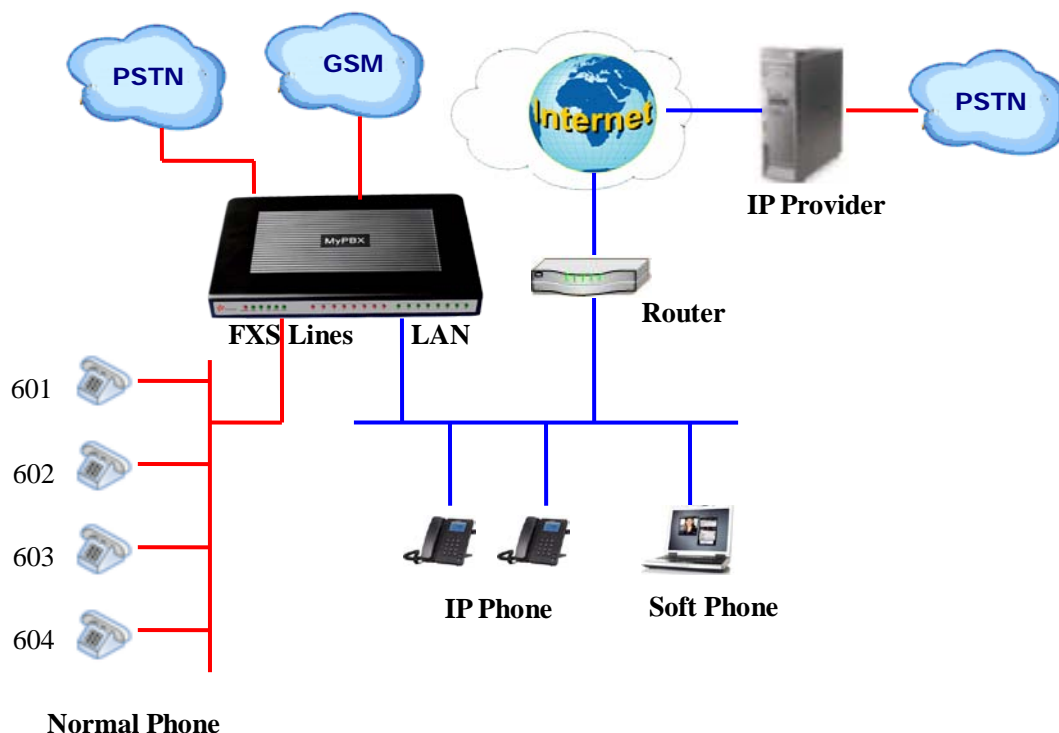 PSTN
GSM
Internet
PSTN
IP Provider
MyPBX
Router
FXS Lines
LAN
601
602
603
604
IP Phone
Soft Phone
Normal Phone